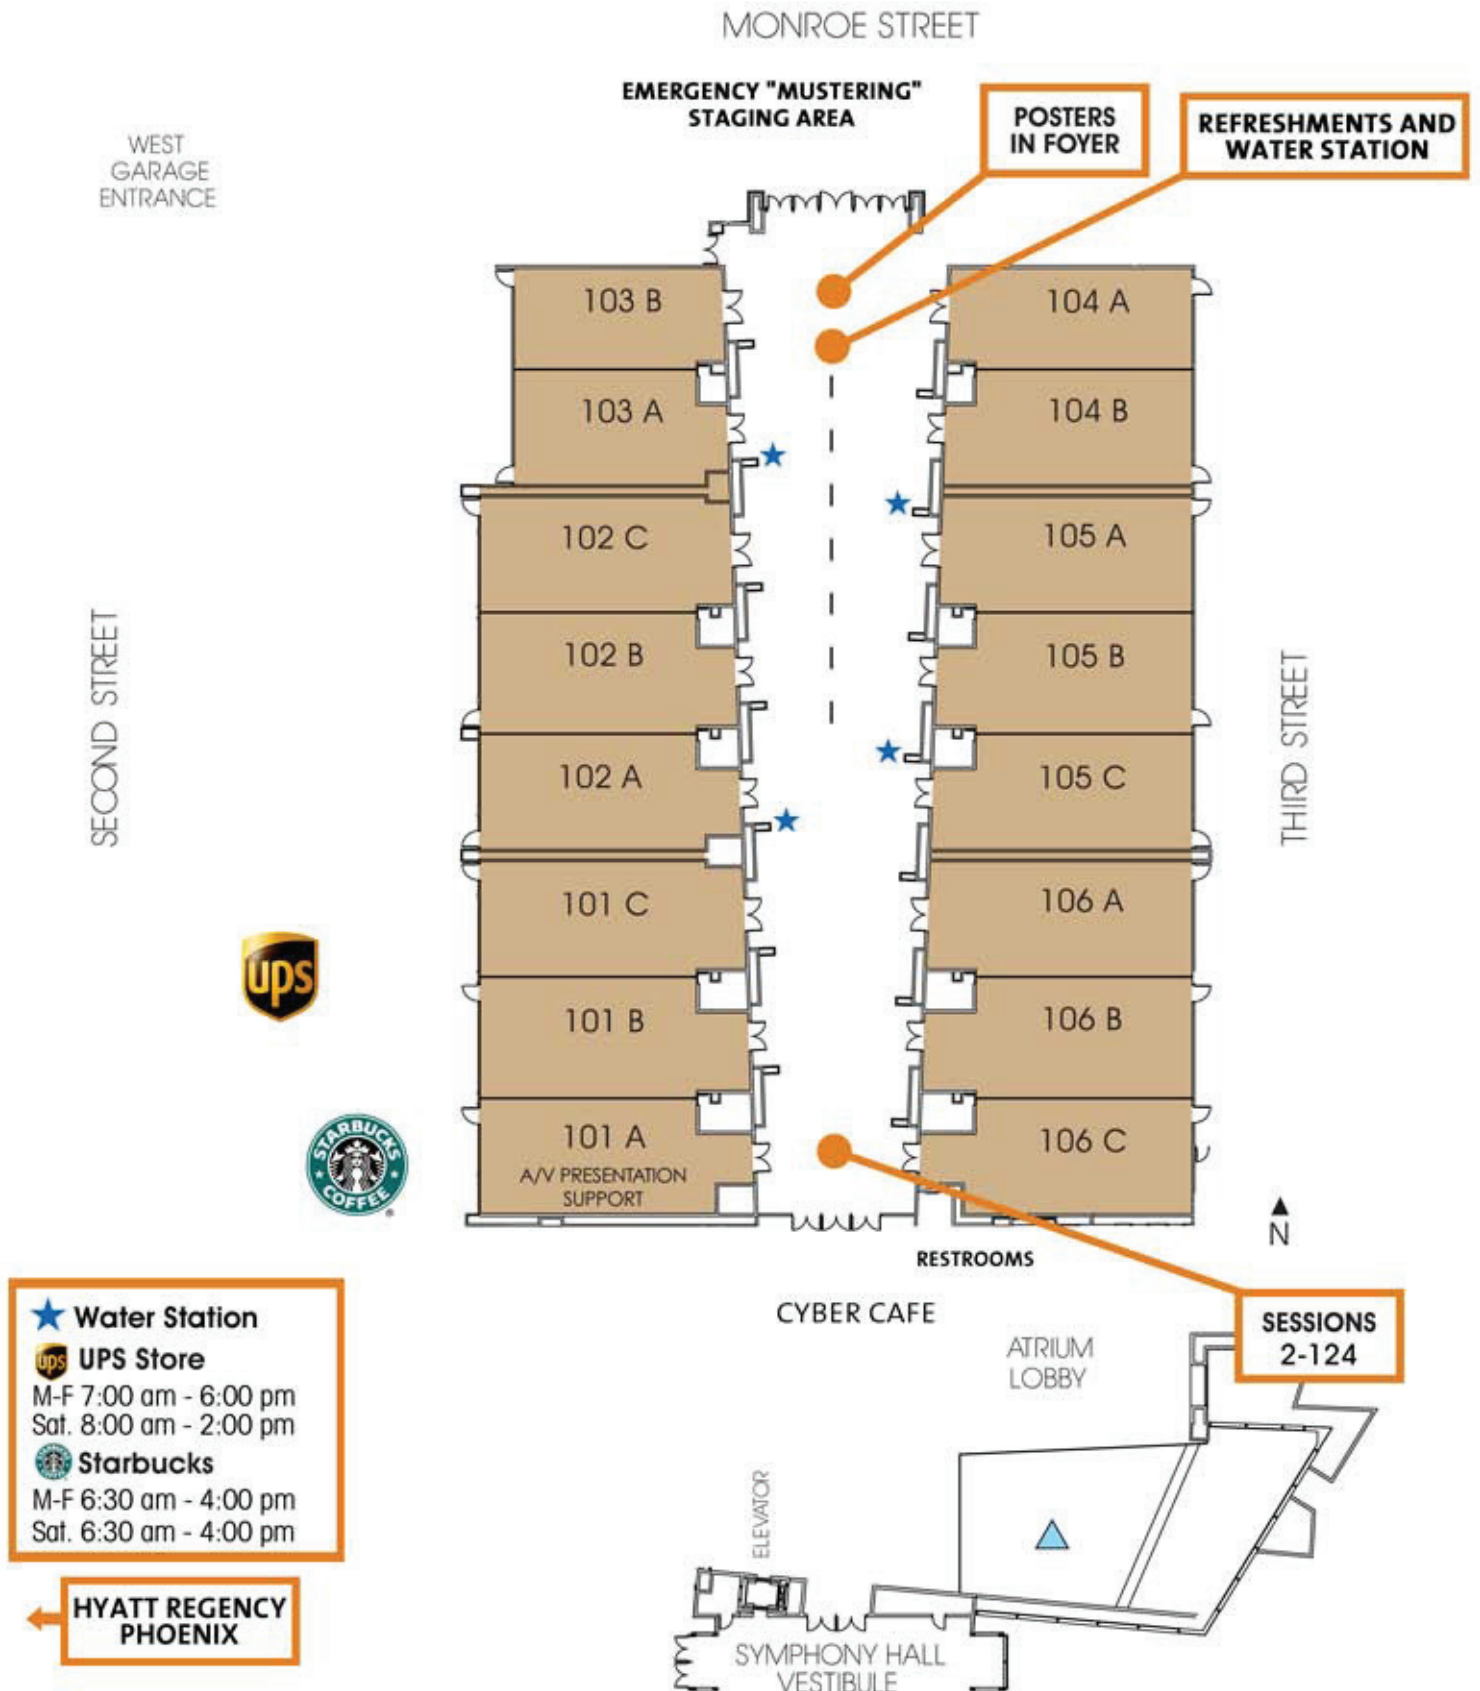 MONROE STREET
EMERGENCY "MUSTERING"
STAGING AREA
POSTERS
IN FOYER
REFRESHMENTS AND
WATER STATION
WEST
GARAGE
ENTRANCE
103 B
104 A
103 A
104 B
102 C
105 A
102 B
105 B
SECOND STREET
THIRD STREET
102 A
105 C
101 C
106 A
ups
101 B
106 B
STARBUCKS
COFFEE
®
101 A
A/V PRESENTATION
SUPPORT
106 C
N
RESTROOMS
CYBER CAFE
ATRIUM
LOBBY
SESSIONS
2-124
Water Station
ups
UPS Store
M-F 7:00 am - 6:00 pm
Sat. 8:00 am - 2:00 pm
Starbucks
M-F 6:30 am - 4:00 pm
Sat. 6:30 am - 4:00 pm
ELEVATOR
HYATT REGENCY
PHOENIX
SYMPHONY HALL
VESTIBULE